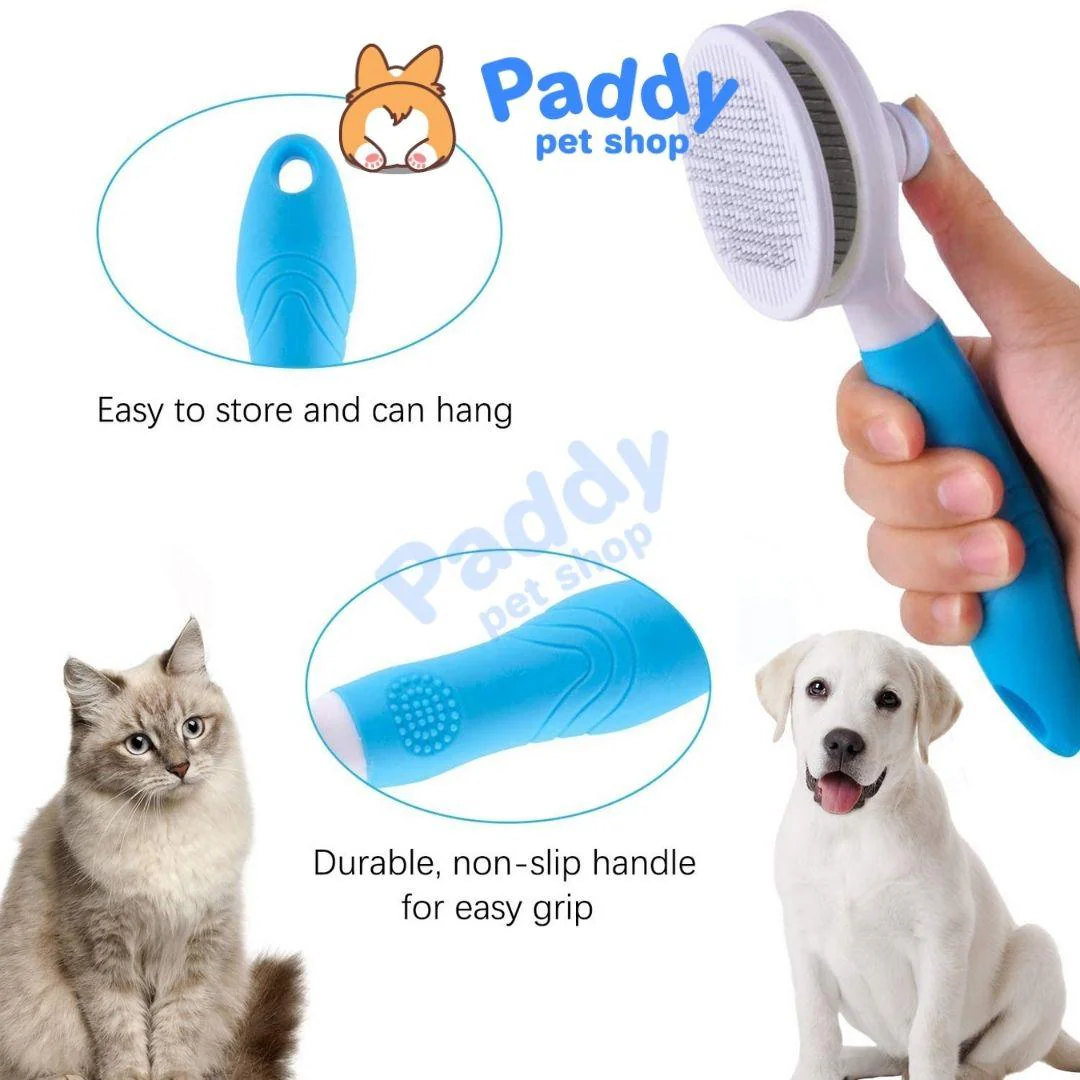 Paddy
pet shop
Easy to store and can hang
Paddy
pet shop
Durable, non-slip handle
for easy grip